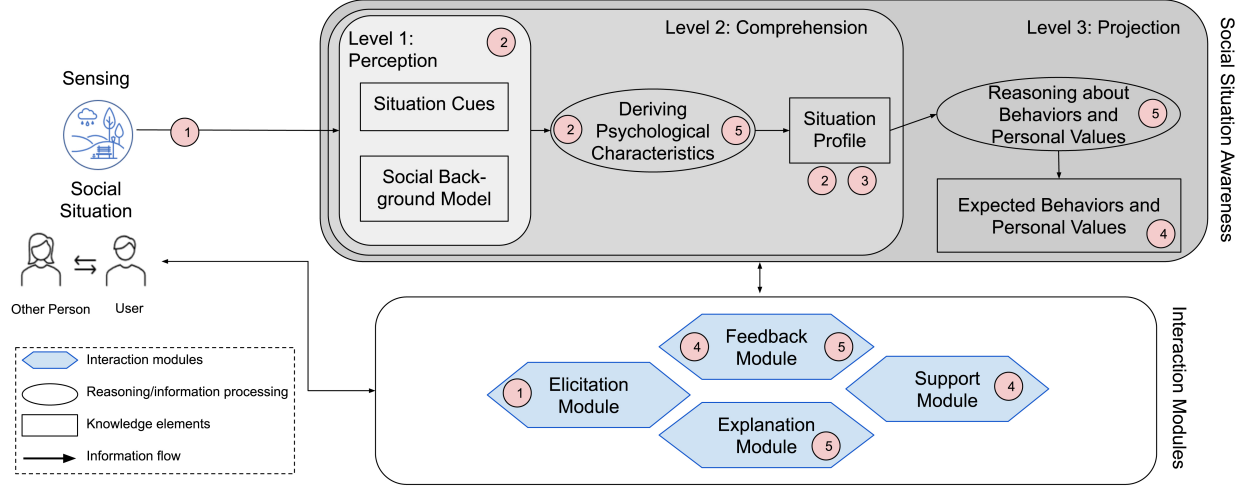 Sensing
1
Social
Situation
Other Person
User
Level 1:
Perception
2
Situation Cues
Social Back-
ground Model
Level 2: Comprehension
Deriving
Psychological
Characteristics
2
5
Situation
Profile
2
3
Level 3: Projection
Reasoning about
Behaviors and
Personal Values
5
Expected Behaviors and
Personal Values
4
Social Situation Awareness
Interaction modules
Reasoning/information processing
Knowledge elements
Information flow
Elicitation
Module
1
Feedback
Module
4
5
Explanation
Module
5
Support
Module
4
Interaction Modules